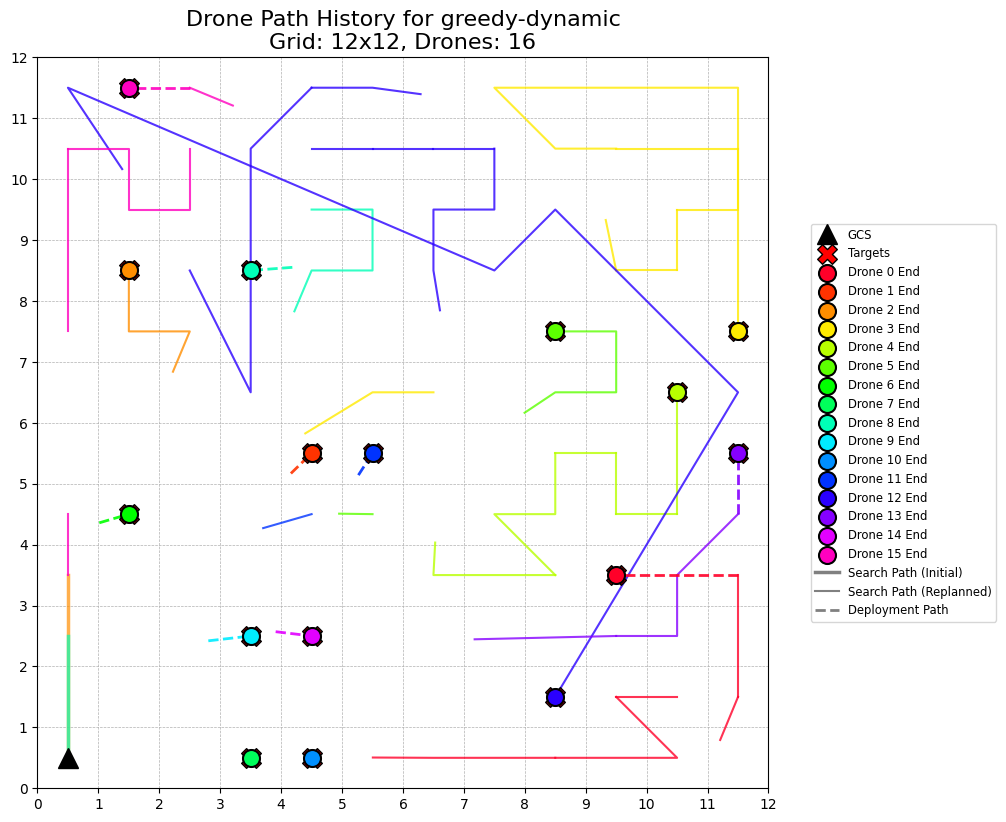 Drone Path History for greedy-dynamic
Grid: 12x12, Drones: 16
12
11
10
9
8
7
6
5
4
3
2
1
0
0 1 2 3 4 5 6 7 8 9 10 11 12
GCS
Targets
Drone 0 End
Drone 1 End
Drone 2 End
Drone 3 End
Drone 4 End
Drone 5 End
Drone 6 End
Drone 7 End
Drone 8 End
Drone 9 End
Drone 10 End
Drone 11 End
Drone 12 End
Drone 13 End
Drone 14 End
Drone 15 End
Search Path (Initial)
Search Path (Replanned)
Deployment Path